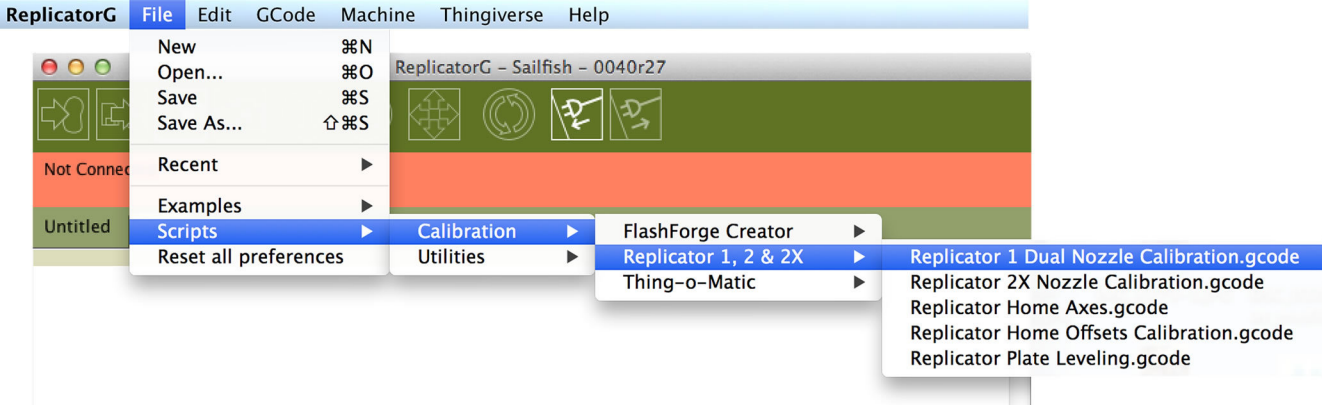 ReplicatorG File Edit GCode Machine Thingiverse Help
New ⌘N
ReplicatorG – Sailfish – 0040r27
Open... ⌘O
Save ⌘S
Save As... ⇧⌘S
Recent
Not Connec
Examples
Untitled
Scripts
Calibration
FlashForge Creator
Reset all preferences
Utilities
Replicator 1, 2 & 2X
Replicator 1 Dual Nozzle Calibration.gcode
Thing-o-Matic
Replicator 2X Nozzle Calibration.gcode
Replicator Home Axes.gcode
Replicator Home Offsets Calibration.gcode
Replicator Plate Leveling.gcode